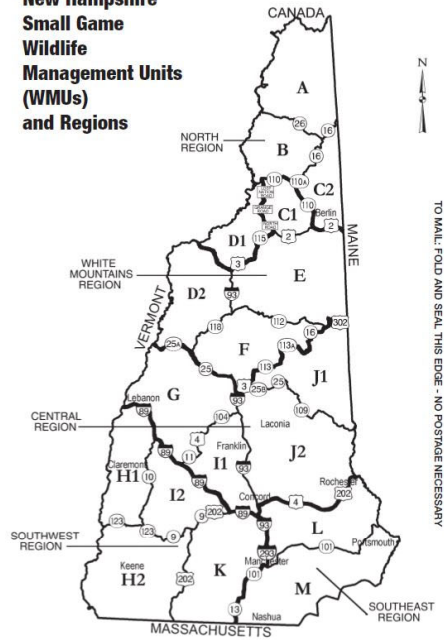 New Hampshire
Small Game
Wildlife
Management Units
(WMUs)
and Regions
CANADA
N
A
26
16
NORTH
REGION
B
16
110
110A
C2
C1
110
Berlin
2
2
D1
115
3
MAINE
WHITE
MOUNTAINS
REGION
E
D2
93
VERMONT
118
112
16
302
25A
F
113A
25
113
J1
G
3
25B
25
93
109
Lebanon
89
104
Laconia
CENTRAL
REGION
4
Franklin
89
11
I1
93
J2
Claremont
H1
10
89
Rochester
202
I2
Concord
4
9
202
89
93
L
123
123
9
SOUTHWEST
REGION
293
101
Portsmouth
Manchester
Keene
H2
202
K
101
M
SOUTHEAST
REGION
13
Nashua
MASSACHUSETTS
TO MAIL: FOLD AND SEAL THIS EDGE - NO POSTAGE NECESSARY